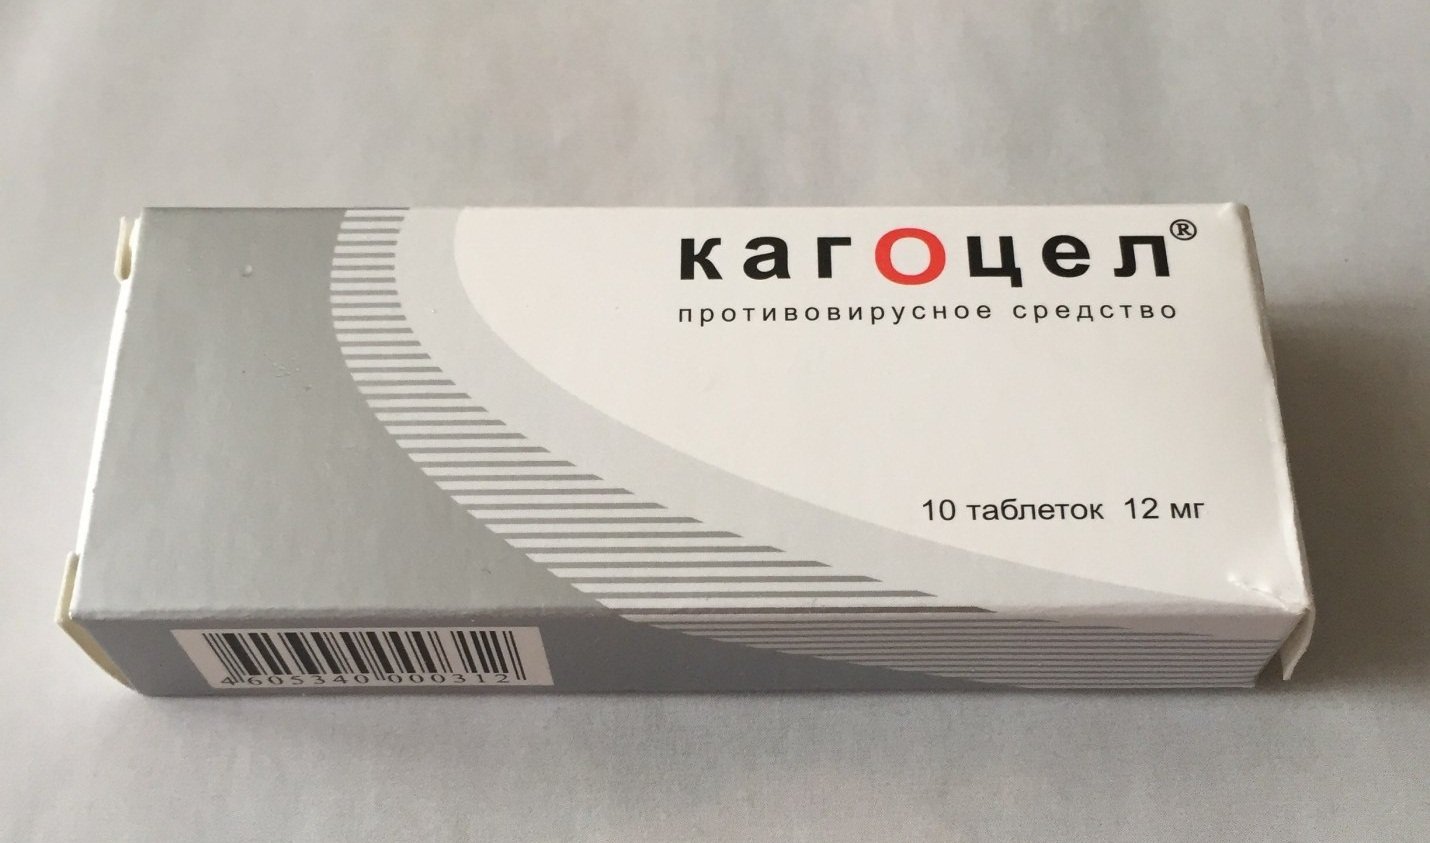 кагоцел®
противовирусное средство
10 таблеток 12 мг
4 605340 000312